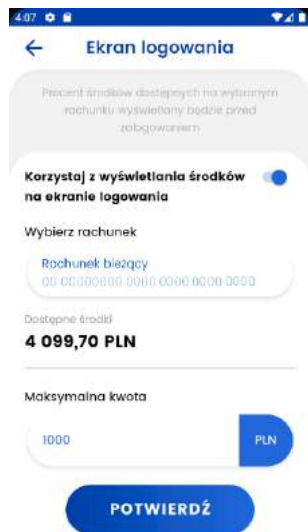 4:07
Ekran logowania
Procent środków dostępnych na wybranym
rachunku wyświetlany będzie przed
zalogowaniem
Korzystaj z wyświetlania środków
na ekranie logowania
Wybierz rachunek
Rachunek bieżący
00 00000000 0000 0000 0000 0000
Dostępne środki
4 099,70 PLN
Maksymalna kwota
1000
PLN
POTWIERDŹ